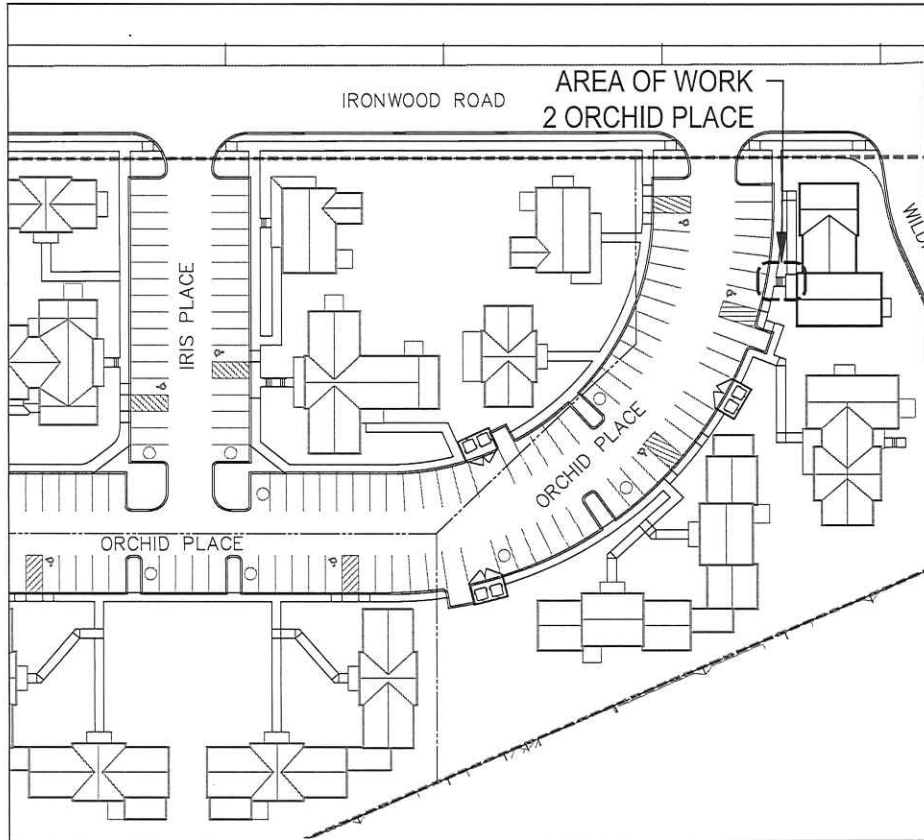 IRONWOOD ROAD
AREA OF WORK
2 ORCHID PLACE
IRIS PLACE
ORCHID PLACE
ORCHID PLACE